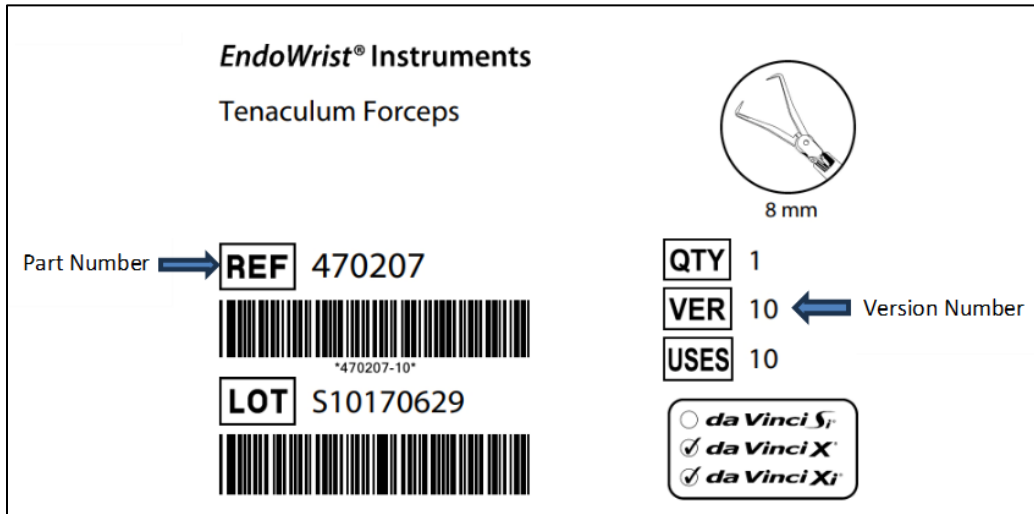 EndoWrist® Instruments
Tenaculum Forceps
8 mm
Part Number
REF 470207
*470207-10*
LOT S10170629
QTY 1
VER 10
Version Number
USES 10
da Vinci Si®
da Vinci X®
da Vinci Xi®